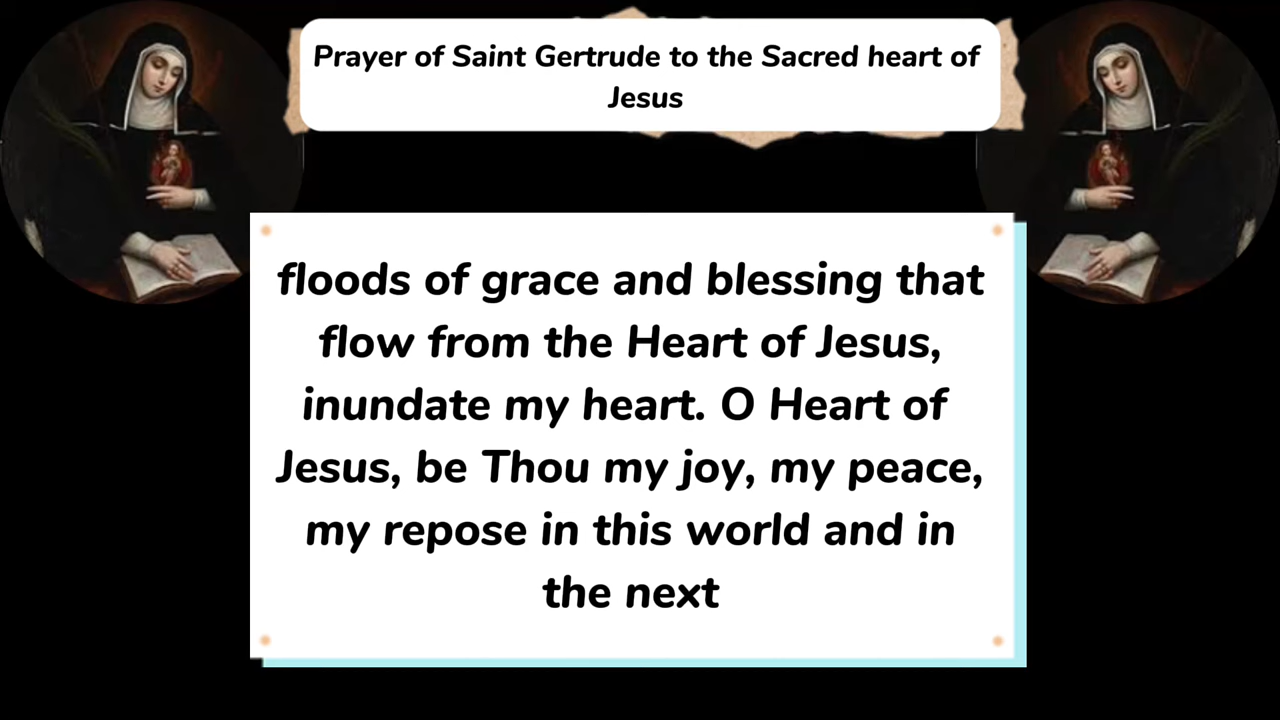 Prayer of Saint Gertrude to the Sacred heart of
Jesus
floods of grace and blessing that
flow from the Heart of Jesus,
inundate my heart. O Heart of
Jesus, be Thou my joy, my peace,
my repose in this world and in
the next